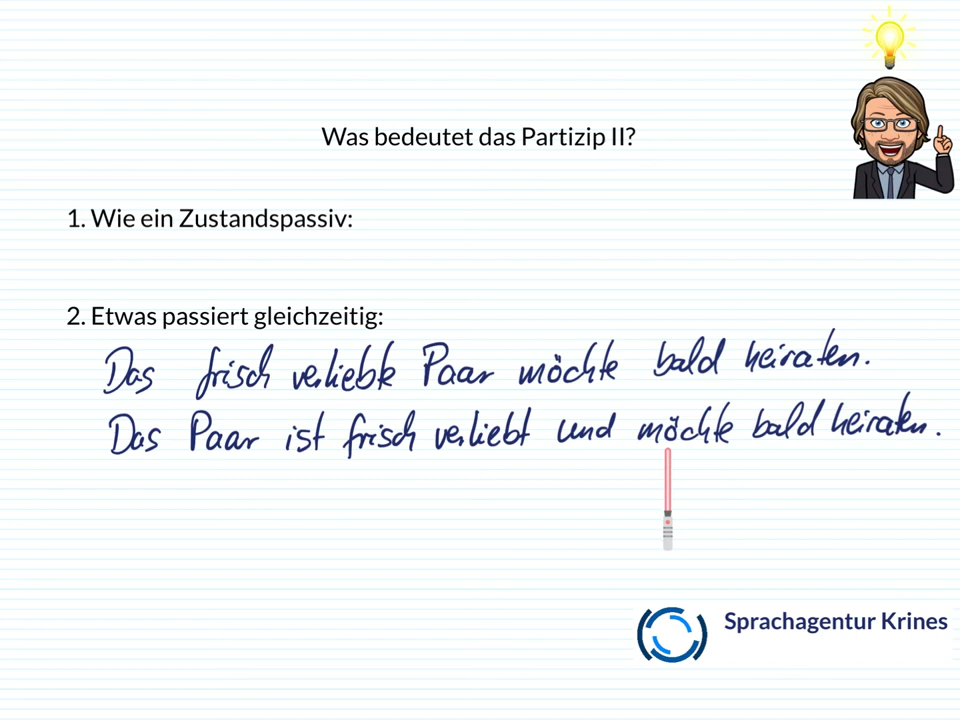 Was bedeutet das Partizip II?
1. Wie ein Zustandspassiv:
2. Etwas passiert gleichzeitig:
Das frisch verliebte Paar möchte bald heiraten.
Das Paar ist frisch verliebt und möchte bald heiraten.
Sprachagentur Krines